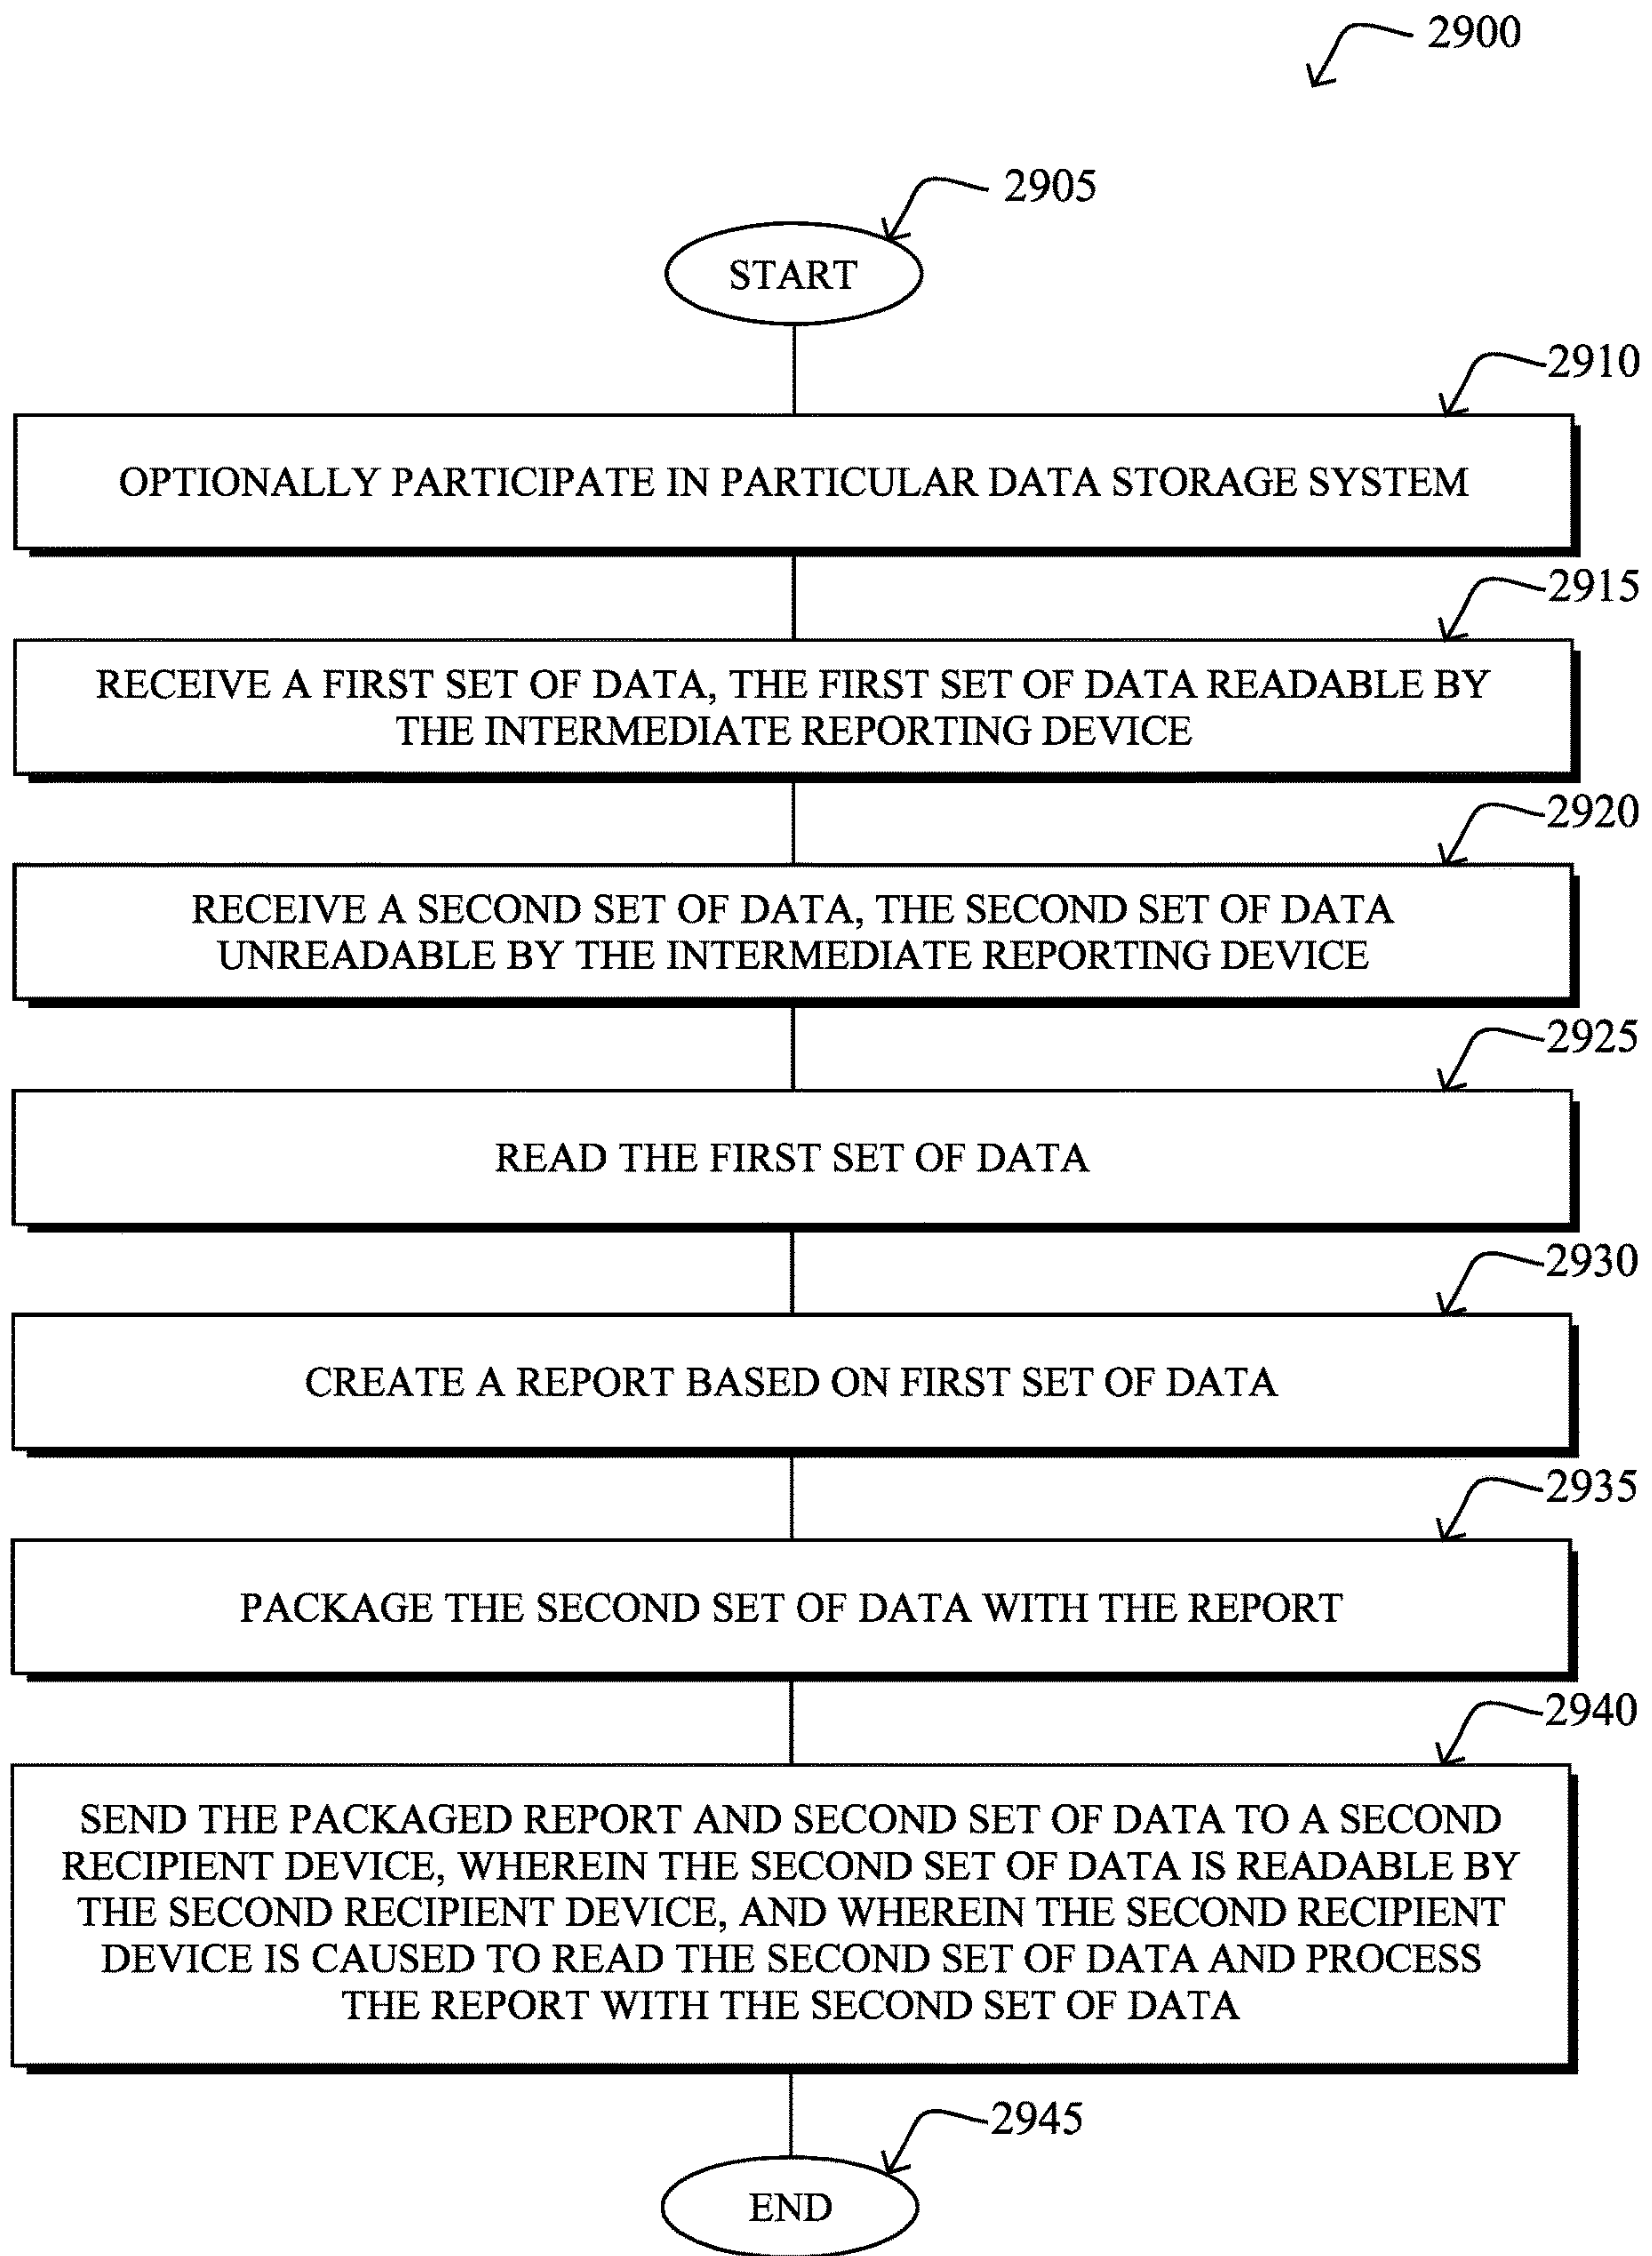 2900
2905
START
2910
OPTIONALLY PARTICIPATE IN PARTICULAR DATA STORAGE SYSTEM
2915
RECEIVE A FIRST SET OF DATA, THE FIRST SET OF DATA READABLE BY
THE INTERMEDIATE REPORTING DEVICE
2920
RECEIVE A SECOND SET OF DATA, THE SECOND SET OF DATA
UNREADABLE BY THE INTERMEDIATE REPORTING DEVICE
2925
READ THE FIRST SET OF DATA
2930
CREATE A REPORT BASED ON FIRST SET OF DATA
2935
PACKAGE THE SECOND SET OF DATA WITH THE REPORT
2940
SEND THE PACKAGED REPORT AND SECOND SET OF DATA TO A SECOND
RECIPIENT DEVICE, WHEREIN THE SECOND SET OF DATA IS READABLE BY
THE SECOND RECIPIENT DEVICE, AND WHEREIN THE SECOND RECIPIENT
DEVICE IS CAUSED TO READ THE SECOND SET OF DATA AND PROCESS
THE REPORT WITH THE SECOND SET OF DATA
2945
END